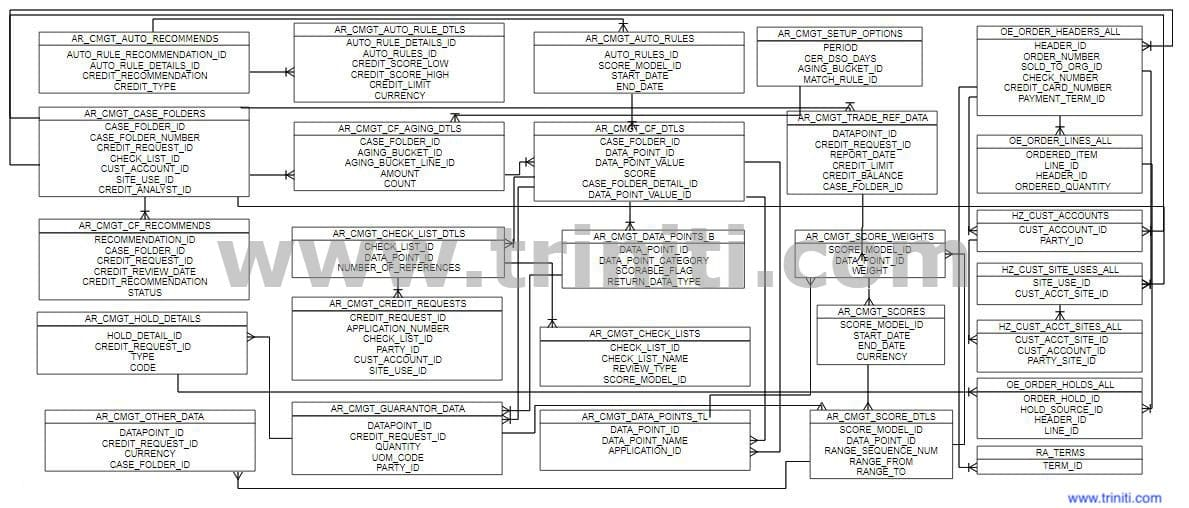 AR_CMGT_AUTO_RECOMMENDS
AUTO_RULE_RECOMMENDATION_ID
AUTO_RULE_DETAILS_ID
CREDIT_RECOMMENDATION
CREDIT_TYPE
AR_CMGT_AUTO_RULE_DTLS
AUTO_RULE_DETAILS_ID
AUTO_RULES_ID
CREDIT_SCORE_LOW
CREDIT_SCORE_HIGH
CREDIT_LIMIT
CURRENCY
AR_CMGT_AUTO_RULES
AUTO_RULES_ID
SCORE_MODEL_ID
START_DATE
END_DATE
AR_CMGT_SETUP_OPTIONS
PERIOD
CER_DSO_DAYS
AGING_BUCKET_ID
MATCH_RULE_ID
OE_ORDER_HEADERS_ALL
HEADER_ID
ORDER_NUMBER
SOLD_TO_ORG_ID
CHECK_NUMBER
CREDIT_CARD_NUMBER
PAYMENT_TERM_ID
AR_CMGT_CASE_FOLDERS
CASE_FOLDER_ID
CASE_FOLDER_NUMBER
CREDIT_REQUEST_ID
CHECK_LIST_ID
CUST_ACCOUNT_ID
SITE_USE_ID
CREDIT_ANALYST_ID
AR_CMGT_CF_AGING_DTLS
CASE_FOLDER_ID
AGING_BUCKET_ID
AGING_BUCKET_LINE_ID
AMOUNT
COUNT
AR_CMGT_CF_DTLS
CASE_FOLDER_ID
DATA_POINT_ID
DATA_POINT_VALUE
SCORE
CASE_FOLDER_DETAIL_ID
DATA_POINT_VALUE_ID
AR_CMGT_TRADE_REF_DATA
DATAPOINT_ID
CREDIT_REQUEST_ID
REPORT_DATE
CREDIT_LIMIT
CREDIT_BALANCE
CASE_FOLDER_ID
OE_ORDER_LINES_ALL
ORDERED_ITEM
LINE_ID
HEADER_ID
ORDERED_QUANTITY
AR_CMGT_CF_RECOMMENDS
RECOMMENDATION_ID
CASE_FOLDER_ID
CREDIT_REQUEST_ID
CREDIT_REVIEW_DATE
CREDIT_RECOMMENDATION
STATUS
AR_CMGT_CHECK_LIST_DTLS
CHECK_LIST_ID
DATA_POINT_ID
NUMBER_OF_REFERENCES
AR_CMGT_DATA_POINTS_B
DATA_POINT_ID
DATA_POINT_CATEGORY
SCORABLE_FLAG
RETURN_DATA_TYPE
AR_CMGT_SCORE_WEIGHTS
SCORE_MODEL_ID
DATA_POINT_ID
WEIGHT
HZ_CUST_ACCOUNTS
CUST_ACCOUNT_ID
PARTY_ID
www.triniti.com
HZ_CUST_SITE_USES_ALL
SITE_USE_ID
CUST_ACCT_SITE_ID
AR_CMGT_HOLD_DETAILS
HOLD_DETAIL_ID
CREDIT_REQUEST_ID
TYPE
CODE
AR_CMGT_CREDIT_REQUESTS
CREDIT_REQUEST_ID
APPLICATION_NUMBER
CHECK_LIST_ID
PARTY_ID
CUST_ACCOUNT_ID
SITE_USE_ID
AR_CMGT_CHECK_LISTS
CHECK_LIST_ID
CHECK_LIST_NAME
REVIEW_TYPE
SCORE_MODEL_ID
AR_CMGT_SCORES
SCORE_MODEL_ID
START_DATE
END_DATE
CURRENCY
HZ_CUST_ACCT_SITES_ALL
CUST_ACCT_SITE_ID
CUST_ACCOUNT_ID
PARTY_SITE_ID
OE_ORDER_HOLDS_ALL
ORDER_HOLD_ID
HOLD_SOURCE_ID
HEADER_ID
LINE_ID
AR_CMGT_OTHER_DATA
DATAPOINT_ID
CREDIT_REQUEST_ID
CURRENCY
CASE_FOLDER_ID
AR_CMGT_GUARANTOR_DATA
DATAPOINT_ID
CREDIT_REQUEST_ID
QUANTITY
UOM_CODE
PARTY_ID
AR_CMGT_DATA_POINTS_TL
DATA_POINT_ID
DATA_POINT_NAME
APPLICATION_ID
AR_CMGT_SCORE_DTLS
SCORE_MODEL_ID
DATA_POINT_ID
RANGE_SEQUENCE_NUM
RANGE_FROM
RANGE_TO
RA_TERMS
TERM_ID
www.triniti.com